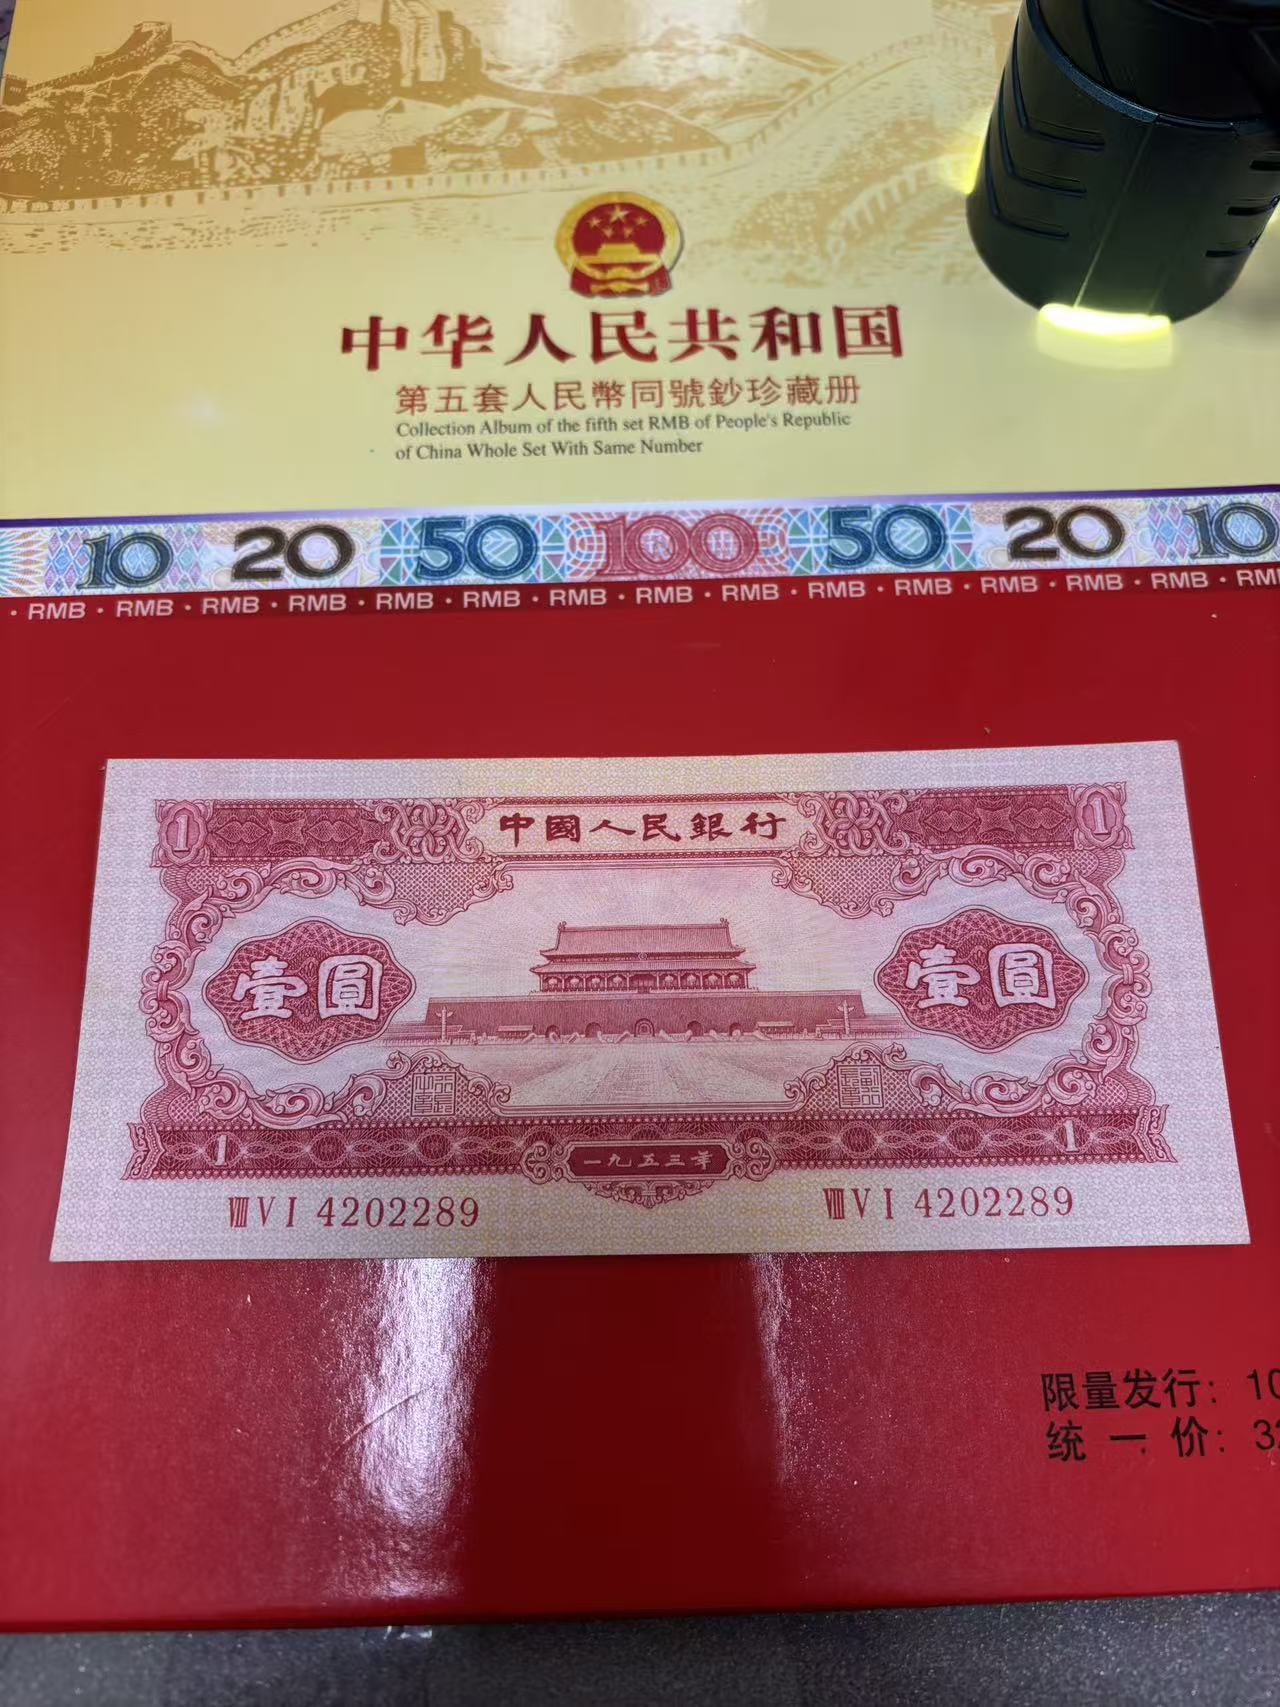 中华人民共和国
第五套人民幣同號鈔珍藏册
Collection Album of the fifth set RMB of People's Republic
of China Whole Set With Same Number
10 20 50 100 50 20 10
· RMB · RMB · RMB · RMB · RMB · RMB · RMB · RMB · RMB · RMB · RMB · RMB · RMB · RMB · RM
1 中國人民銀行 1
壹圓 壹圓
1 一九五三年 1
VIII V I 4202289 VIII V I 4202289
限量发行：10
统一价：32